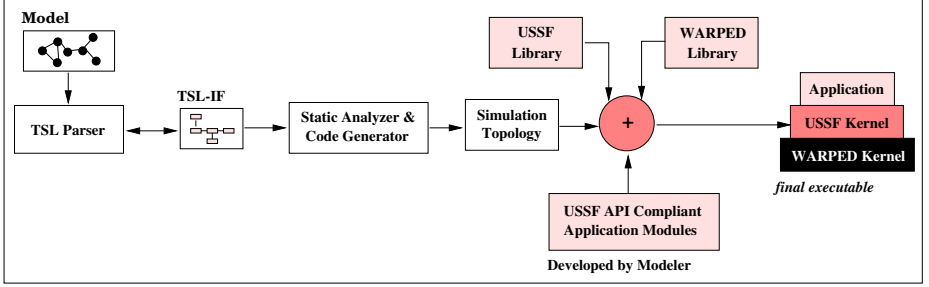 Model
TSL Parser
TSL-IF
Static Analyzer &
Code Generator
Simulation
Topology
USSF
Library
WARPED
Library
+
USSF API Compliant
Application Modules
Developed by Modeler
Application
USSF Kernel
WARPED Kernel
final executable